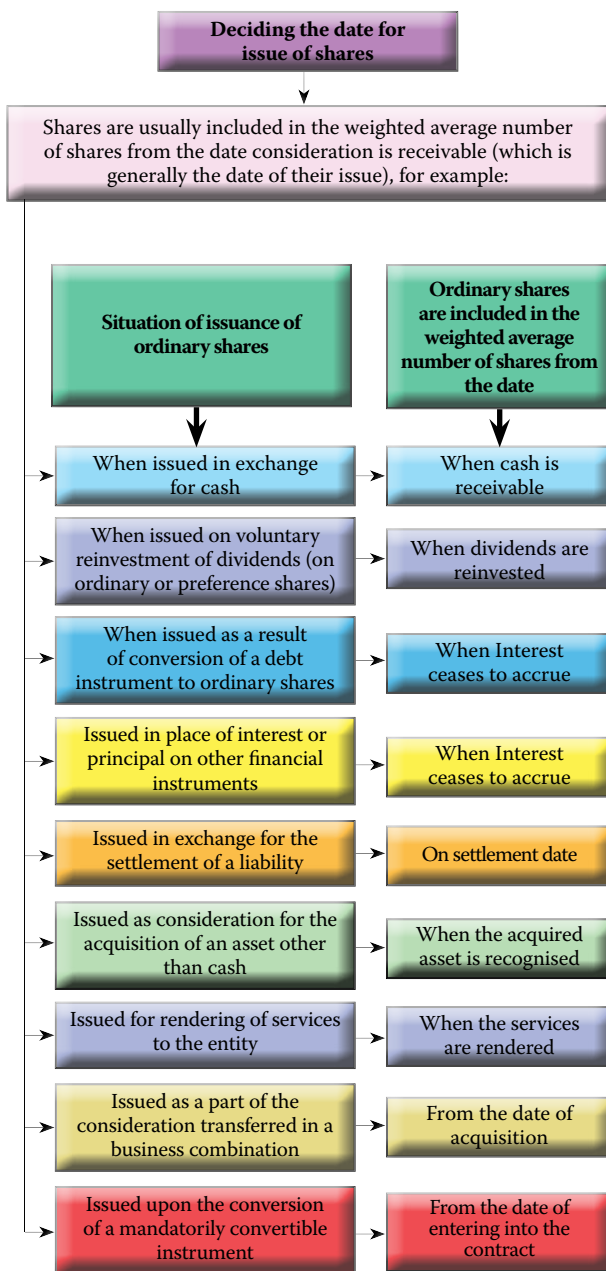 Deciding the date for
issue of shares
Shares are usually included in the weighted average number
of shares from the date consideration is receivable (which is
generally the date of their issue), for example:
Situation of issuance of
ordinary shares
Ordinary shares
are included in the
weighted average
number of shares from
the date
When issued in exchange
for cash
When cash is
receivable
When issued on voluntary
reinvestment of dividends (on
ordinary or preference shares)
When dividends are
reinvested
When issued as a result
of conversion of a debt
instrument to ordinary shares
When Interest
ceases to accrue
Issued in place of interest or
principal on other financial
instruments
When Interest
ceases to accrue
Issued in exchange for the
settlement of a liability
On settlement date
Issued as consideration for the
acquisition of an asset other
than cash
When the acquired
asset is recognised
Issued for rendering of services
to the entity
When the services
are rendered
Issued as a part of the
consideration transferred in a
business combination
From the date of
acquisition
Issued upon the conversion
of a mandatorily convertible
instrument
From the date of
entering into the
contract